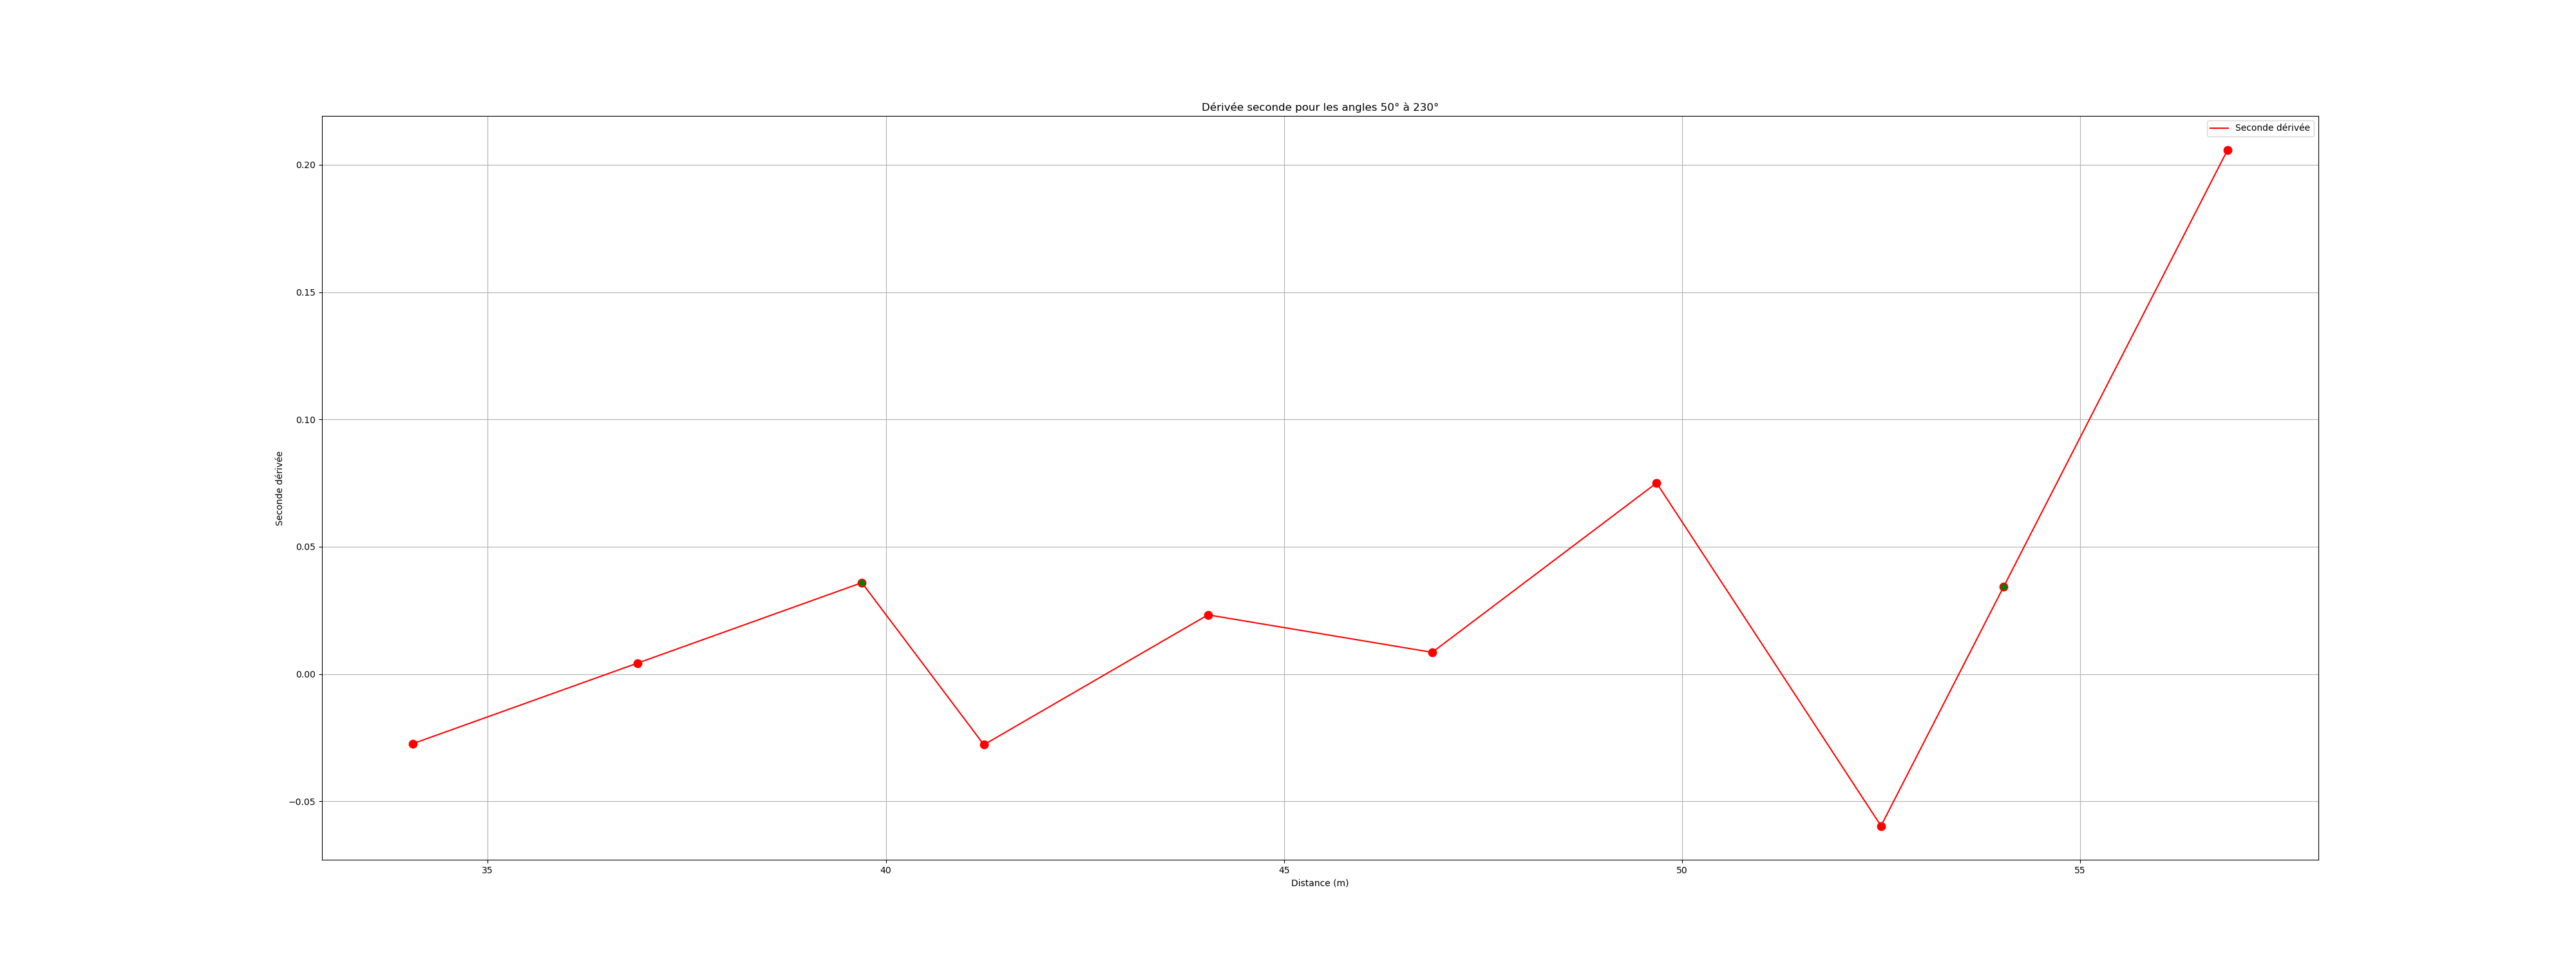 Dérivée seconde pour les angles 50° à 230°
Seconde dérivée
0.20
0.15
0.10
0.05
0.00
−0.05
Seconde dérivée
35
40
45
50
55
Distance (m)